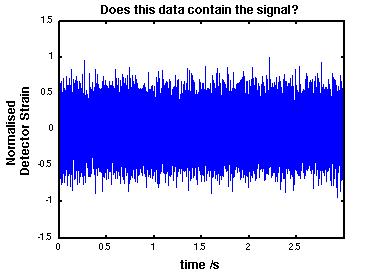 Does this data contain the signal?
1.5
1
0.5
0
-0.5
-1
-1.5
Normalised
Detector Strain
0 0.5 1 1.5 2 2.5
time /s